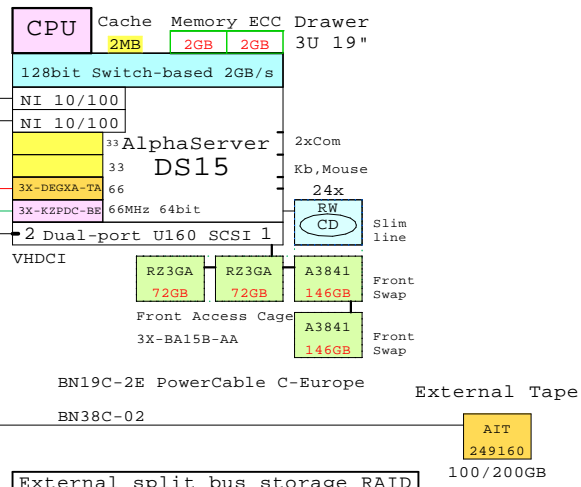 CPU Cache Memory ECC Drawer
2MB 2GB 2GB 3U 19"
128bit Switch-based 2GB/s
NI 10/100
NI 10/100
33 AlphaServer 2xCom
33 DS15 Kb,Mouse
3X-DEGXA-TA 66 24x
3X-KZPDC-BE 66MHz 64bit RW
CD Slim
line
2 Dual-port U160 SCSI 1
VHDCI
RZ3GA RZ3GA A3841 Front
72GB 72GB 146GB Swap
Front Access Cage
3X-BA15B-AA
A3841 Front
146GB Swap
BN19C-2E PowerCable C-Europe
External Tape
BN38C-02
AIT
249160
100/200GB
External split bus storage RAID